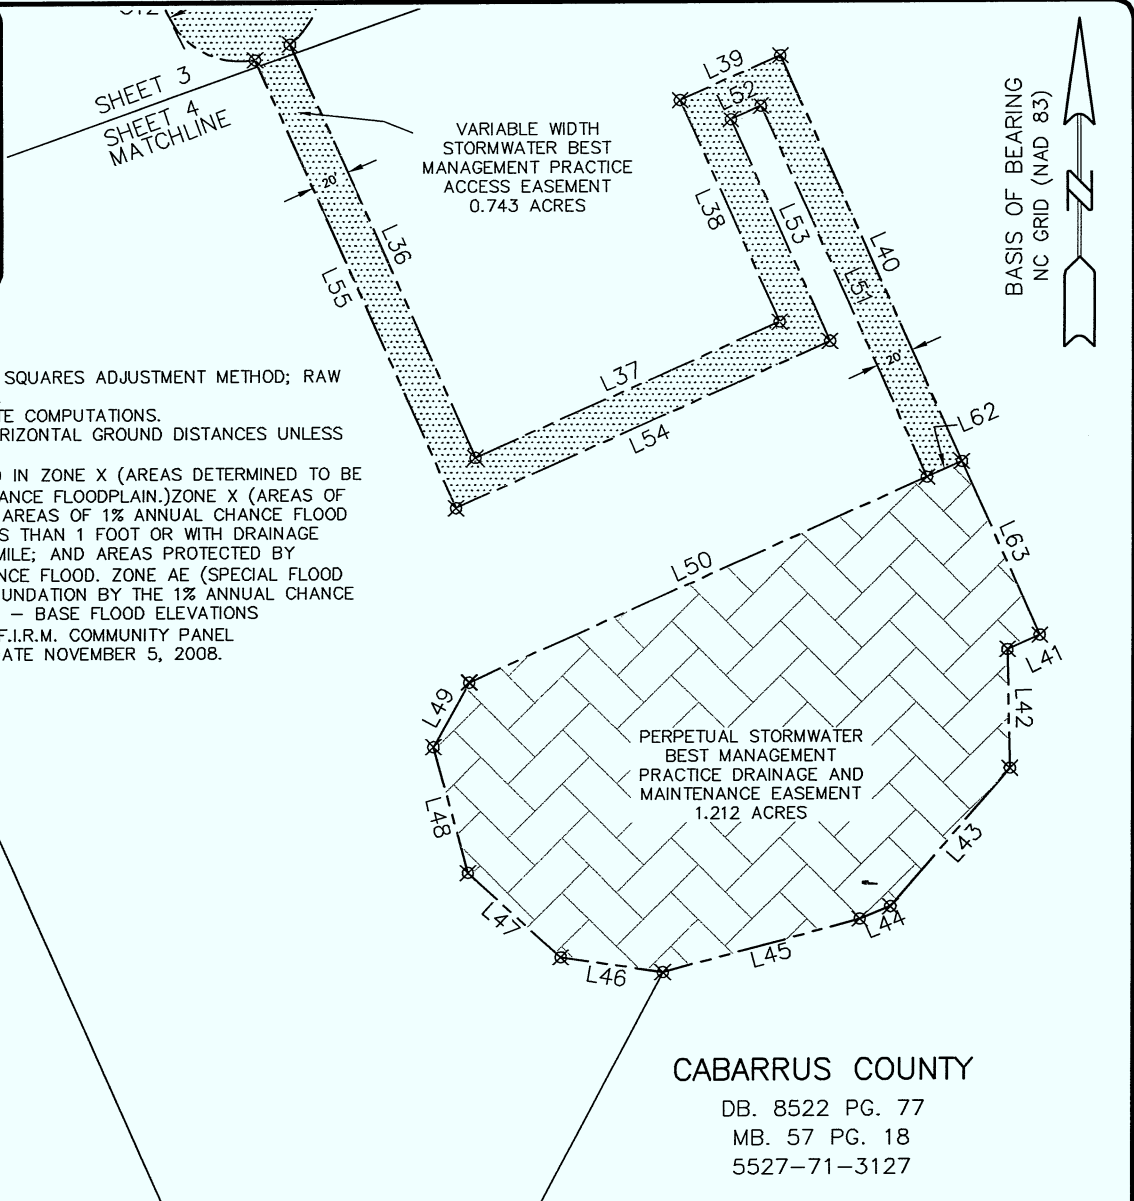 SHEET 3
SHEET 4
MATCHLINE
VARIABLE WIDTH
STORMWATER BEST
MANAGEMENT PRACTICE
ACCESS EASEMENT
0.743 ACRES
20'
L36
L55
L39
L52
L38
L53
L40
L51
20'
BASIS OF BEARING
NC GRID (NAD 83)
N
L37
L54
L62
L63
L50
SQUARES ADJUSTMENT METHOD; RAW
TE COMPUTATIONS.
RIZONTAL GROUND DISTANCES UNLESS
IN ZONE X (AREAS DETERMINED TO BE
ANCE FLOODPLAIN.)ZONE X (AREAS OF
AREAS OF 1% ANNUAL CHANCE FLOOD
S THAN 1 FOOT OR WITH DRAINAGE
MILE; AND AREAS PROTECTED BY
NCE FLOOD. ZONE AE (SPECIAL FLOOD
UNDATION BY THE 1% ANNUAL CHANCE
– BASE FLOOD ELEVATIONS
F.I.R.M. COMMUNITY PANEL
ATE NOVEMBER 5, 2008.
L41
L42
L49
PERPETUAL STORMWATER
BEST MANAGEMENT
PRACTICE DRAINAGE AND
MAINTENANCE EASEMENT
1.212 ACRES
L48
L43
L47
L44
L45
L46
CABARRUS COUNTY
DB. 8522 PG. 77
MB. 57 PG. 18
5527-71-3127